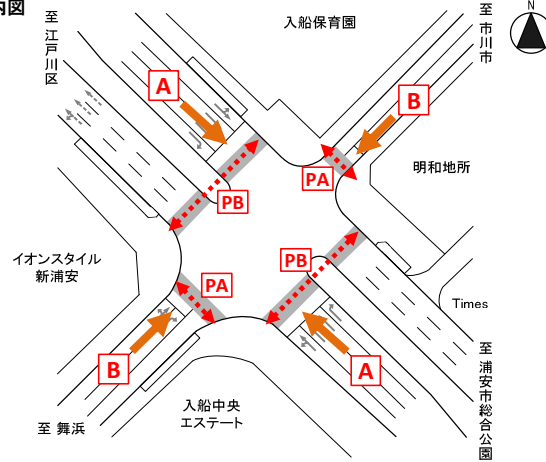 内図
至 江戸川区
入船保育園
至 市川市
N
A
B
明和地所
PA
PB
PB
イオンスタイル
新浦安
PA
Times
B
A
入船中央
エステート
至 舞浜
至 浦安市総合公園